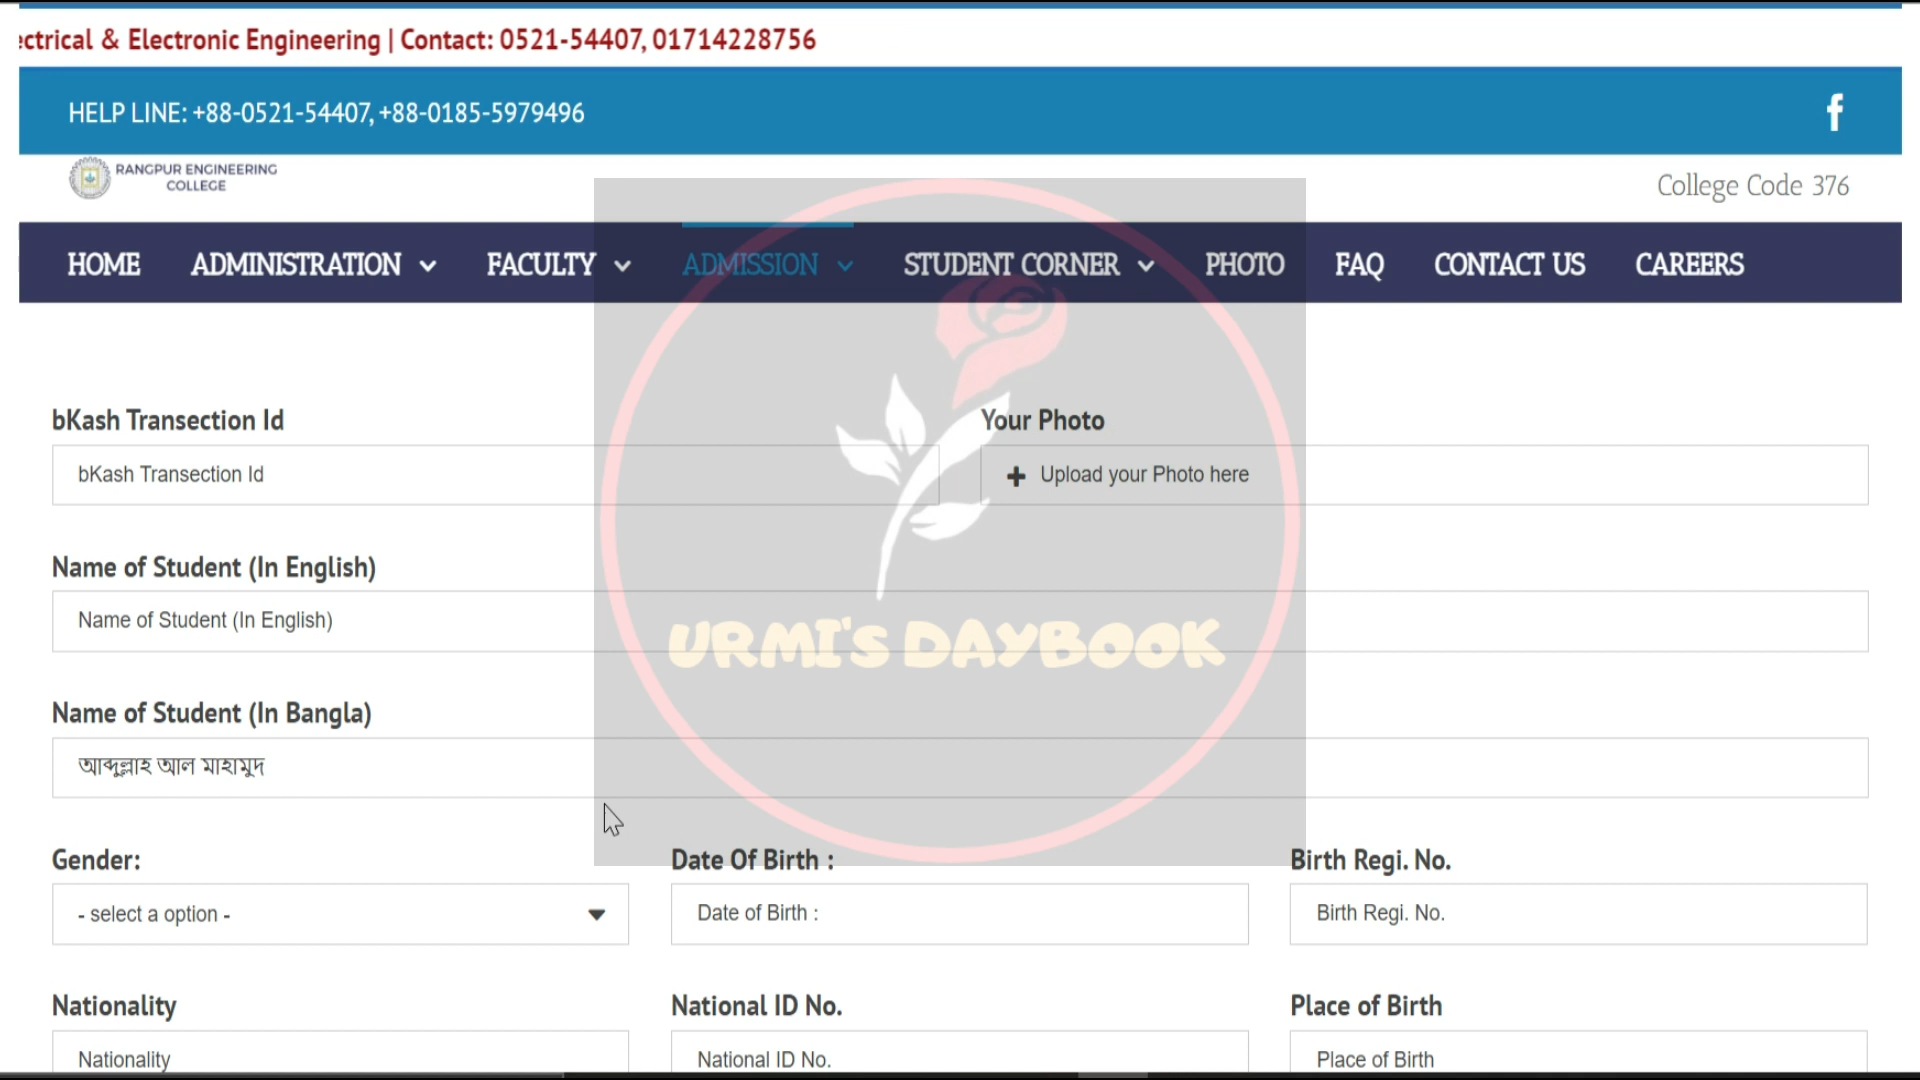 ectrical & Electronic Engineering | Contact: 0521-54407, 01714228756
HELP LINE: +88-0521-54407, +88-0185-5979496
RANGPUR ENGINEERING
COLLEGE
College Code 376
HOME ADMINISTRATION FACULTY ADMISSION STUDENT CORNER PHOTO FAQ CONTACT US CAREERS
bKash Transection Id Your Photo
bKash Transection Id Upload your Photo here
Name of Student (In English)
Name of Student (In English)
URMI'S DAYBOOK
Name of Student (In Bangla)
আব্দুল্লাহ আল মাহামুদ
Gender: Date Of Birth : Birth Regi. No.
- select a option - Date of Birth : Birth Regi. No.
Nationality National ID No. Place of Birth
Nationality National ID No. Place of Birth